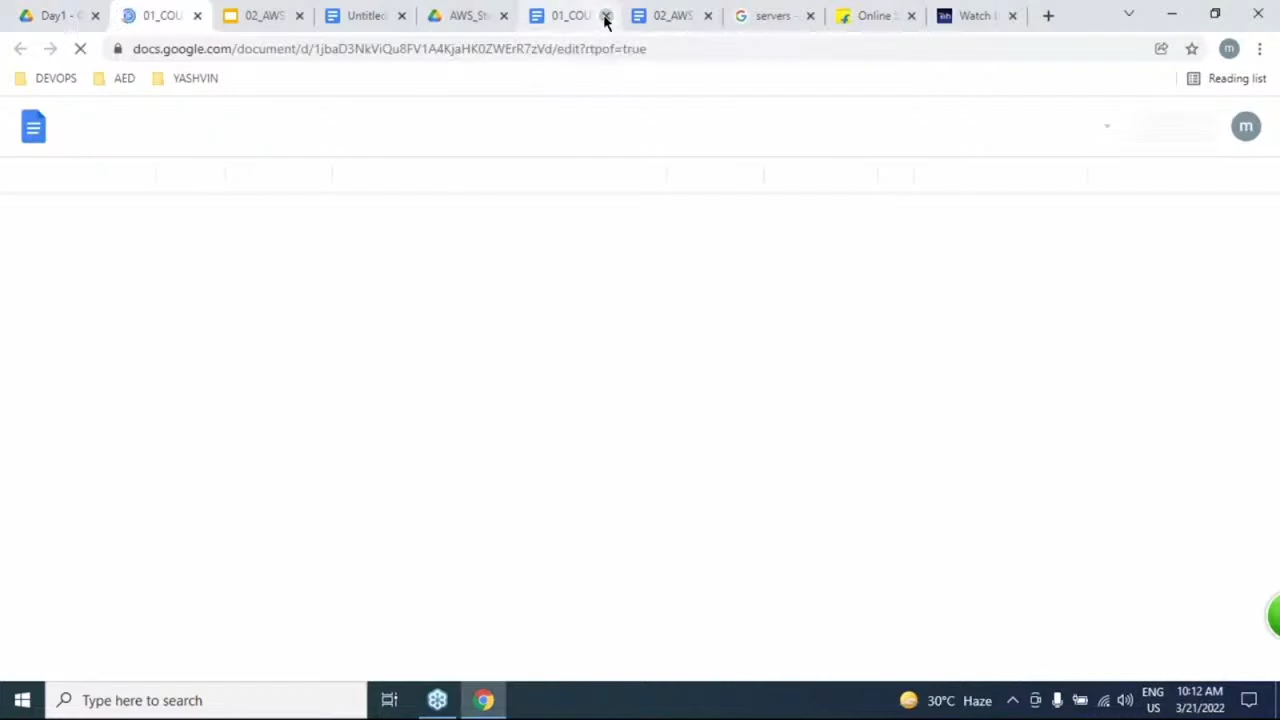 Day1 - G
01_COU
02_AWS
Untitled
AWS_St
01_COU
02_AWS
servers -
Online S
Watch
docs.google.com/document/d/1jbaD3NkViQu8FV1A4KjaHK0ZWErR7zVd/edit?rtpof=true
m
DEVOPS
AED
YASHVIN
Reading list
m
Type here to search
30°C Haze
ENG
US
10:12 AM
3/21/2022